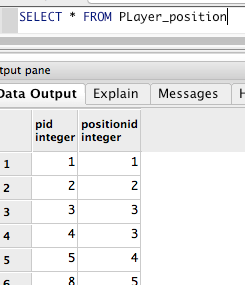 SELECT * FROM PLayer_position
tput pane
Data Output Explain Messages H
pid positionid
integer integer
1 1 1
2 2 2
3 3 3
4 4 3
5 5 4
6 8 5